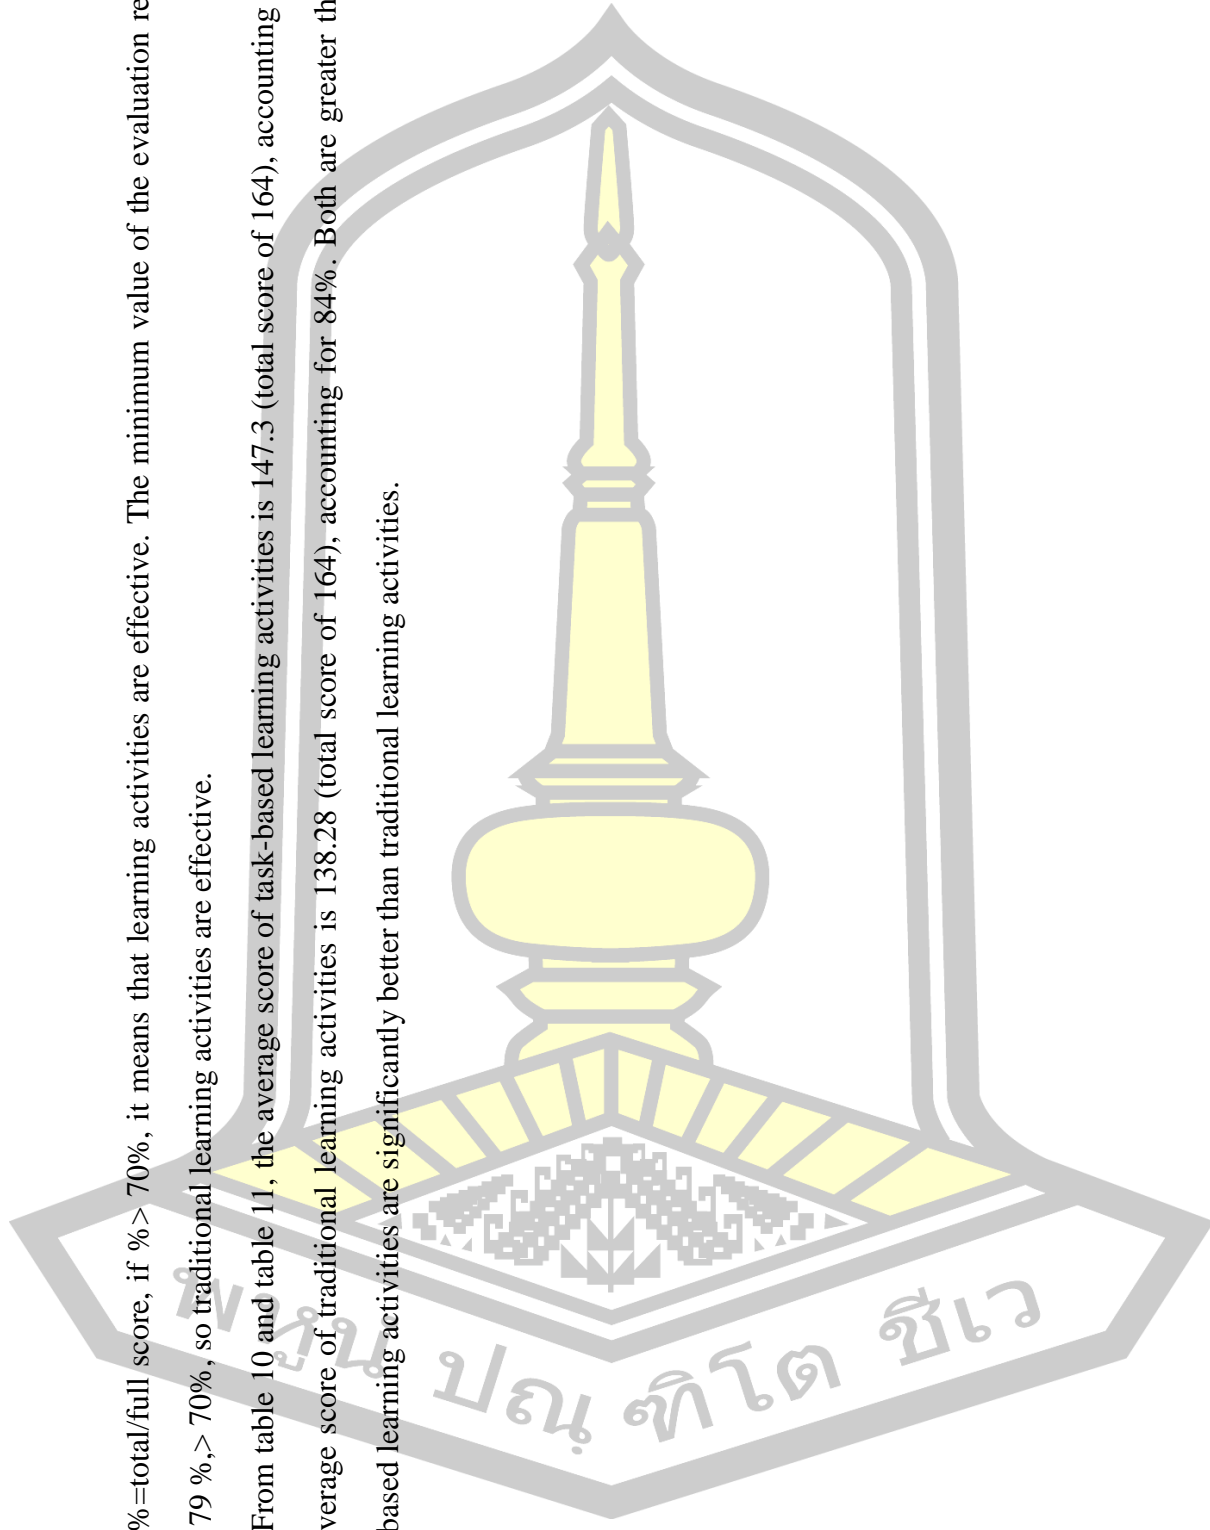 %=total/full score, if %> 70%, it means that learning activities are effective. The minimum value of the evaluation re
79 %,> 70%, so traditional learning activities are effective.
From table 10 and table 11, the average score of task-based learning activities is 147.3 (total score of 164), accounting
verage score of traditional learning activities is 138.28 (total score of 164), accounting for 84%. Both are greater th
based learning activities are significantly better than traditional learning activities.
พหูน ปณฺ ฑิโต ชีเว